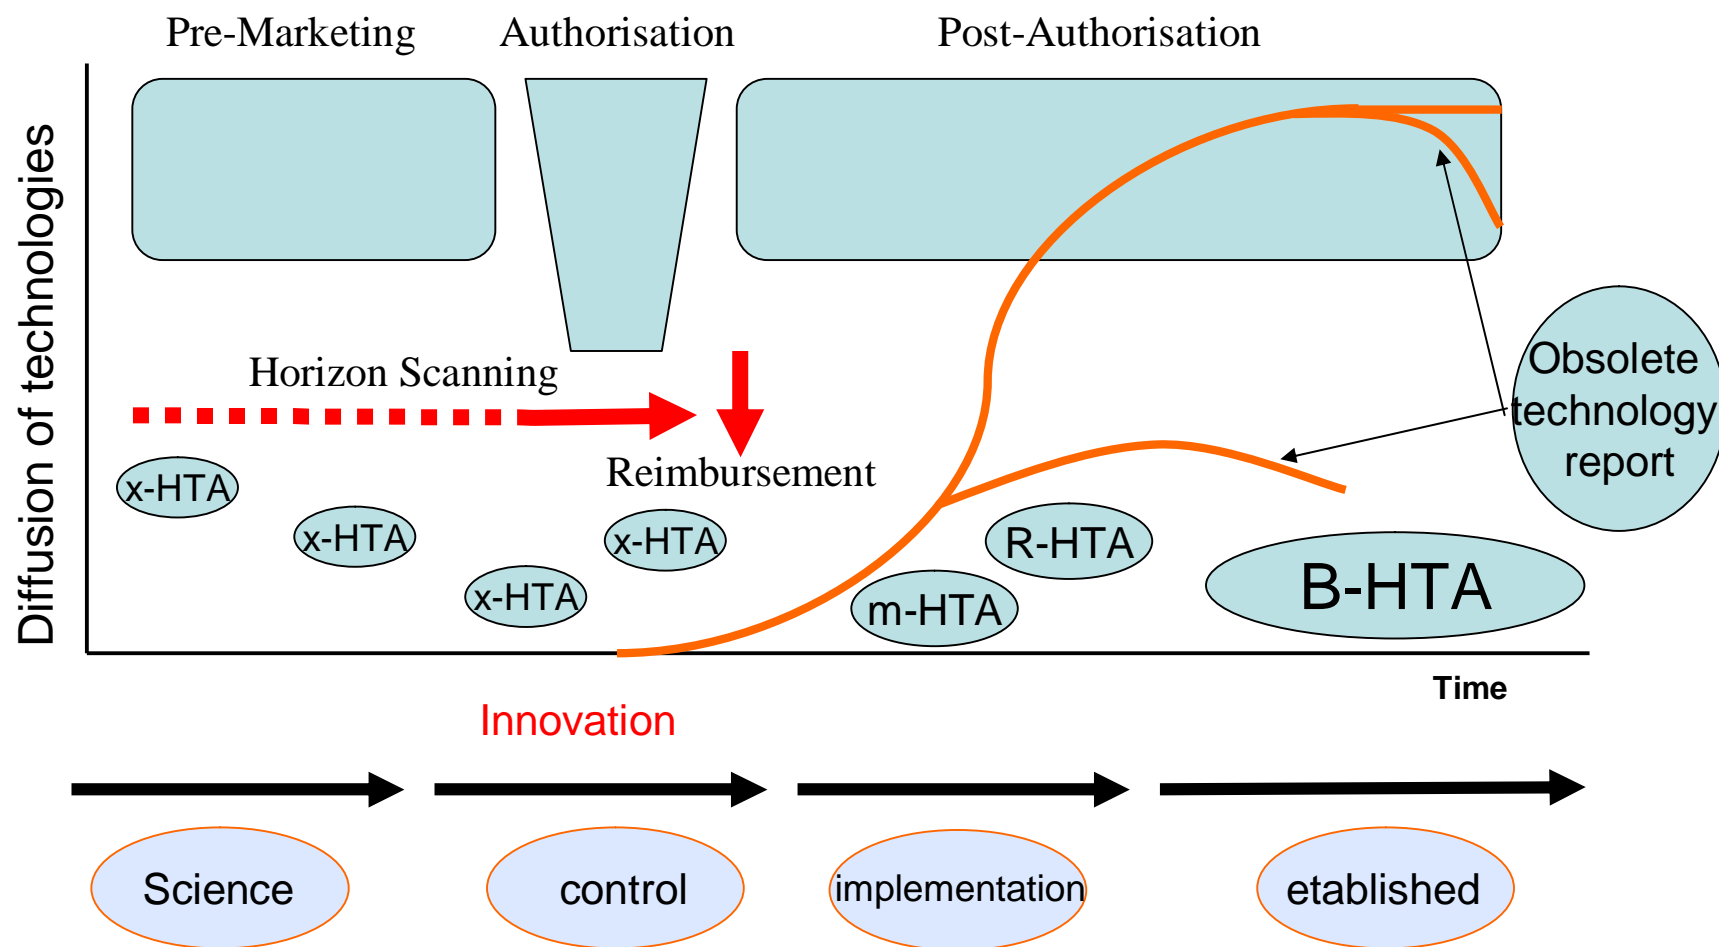 Pre-Marketing
Authorisation
Post-Authorisation
Diffusion of technologies
Horizon Scanning
Reimbursement
Obsolete
technology
report
x-HTA
x-HTA
x-HTA
x-HTA
R-HTA
m-HTA
B-HTA
Time
Innovation
Science
control
implementation
etablished